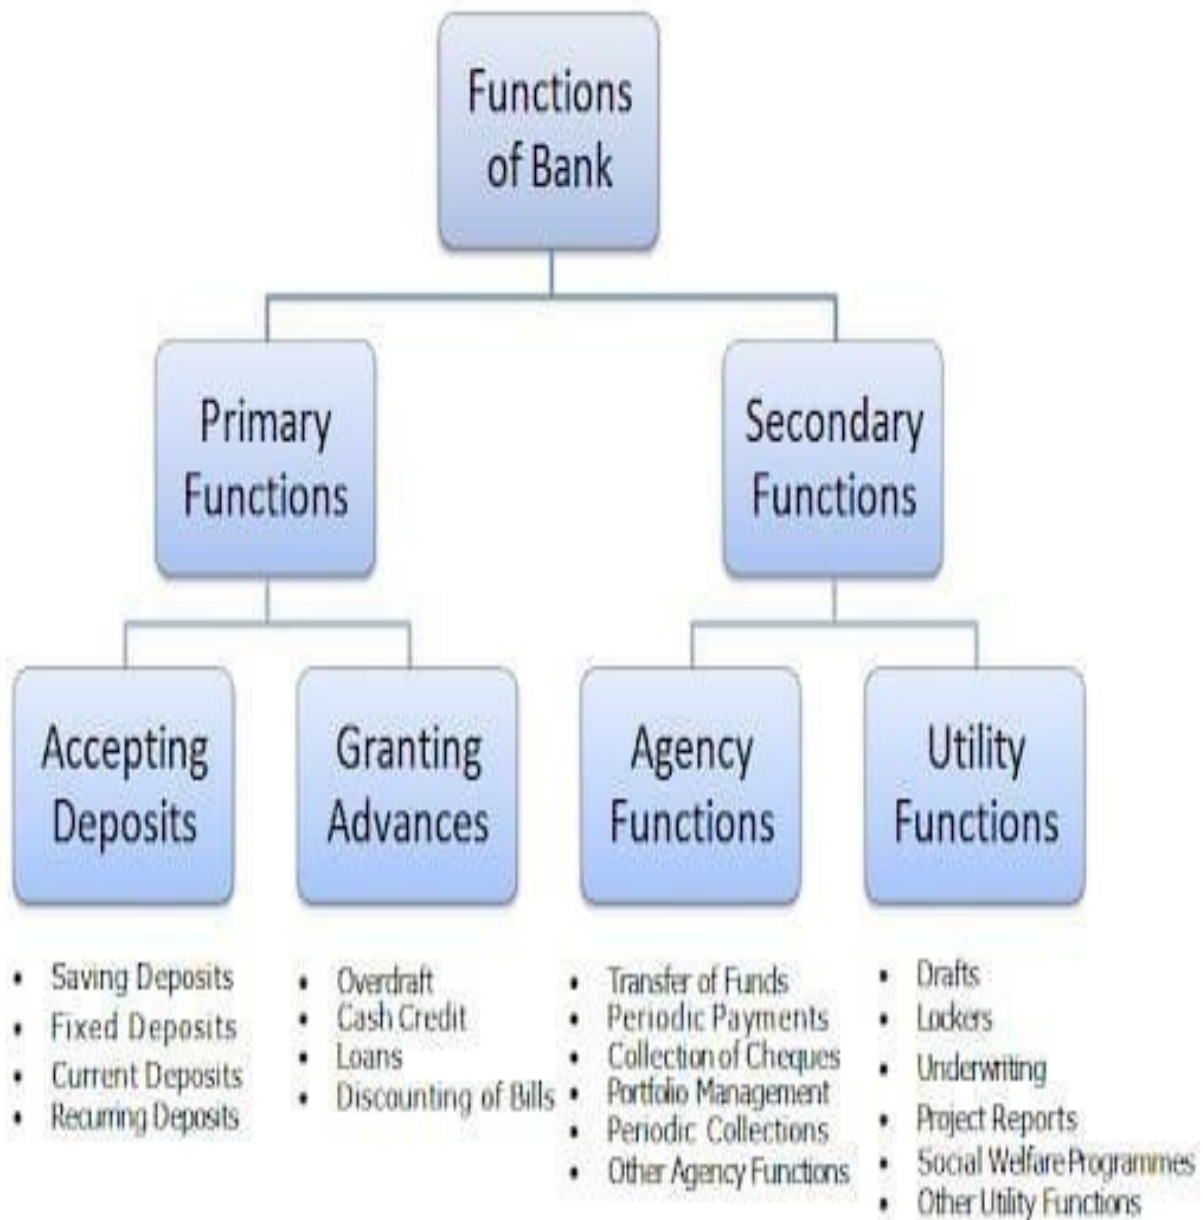 Functions
of Bank
Primary
Functions
Secondary
Functions
Accepting
Deposits
Granting
Advances
Agency
Functions
Utility
Functions
• Saving Deposits
• Fixed Deposits
• Current Deposits
• Recurring Deposits
• Overdraft
• Cash Credit
• Loans
• Discounting of Bills
• Transfer of Funds
• Periodic Payments
• Collection of Cheques
• Portfolio Management
• Periodic Collections
• Other Agency Functions
• Drafts
• Lockers
• Underwriting
• Project Reports
• Social Welfare Programmes
• Other Utility Functions